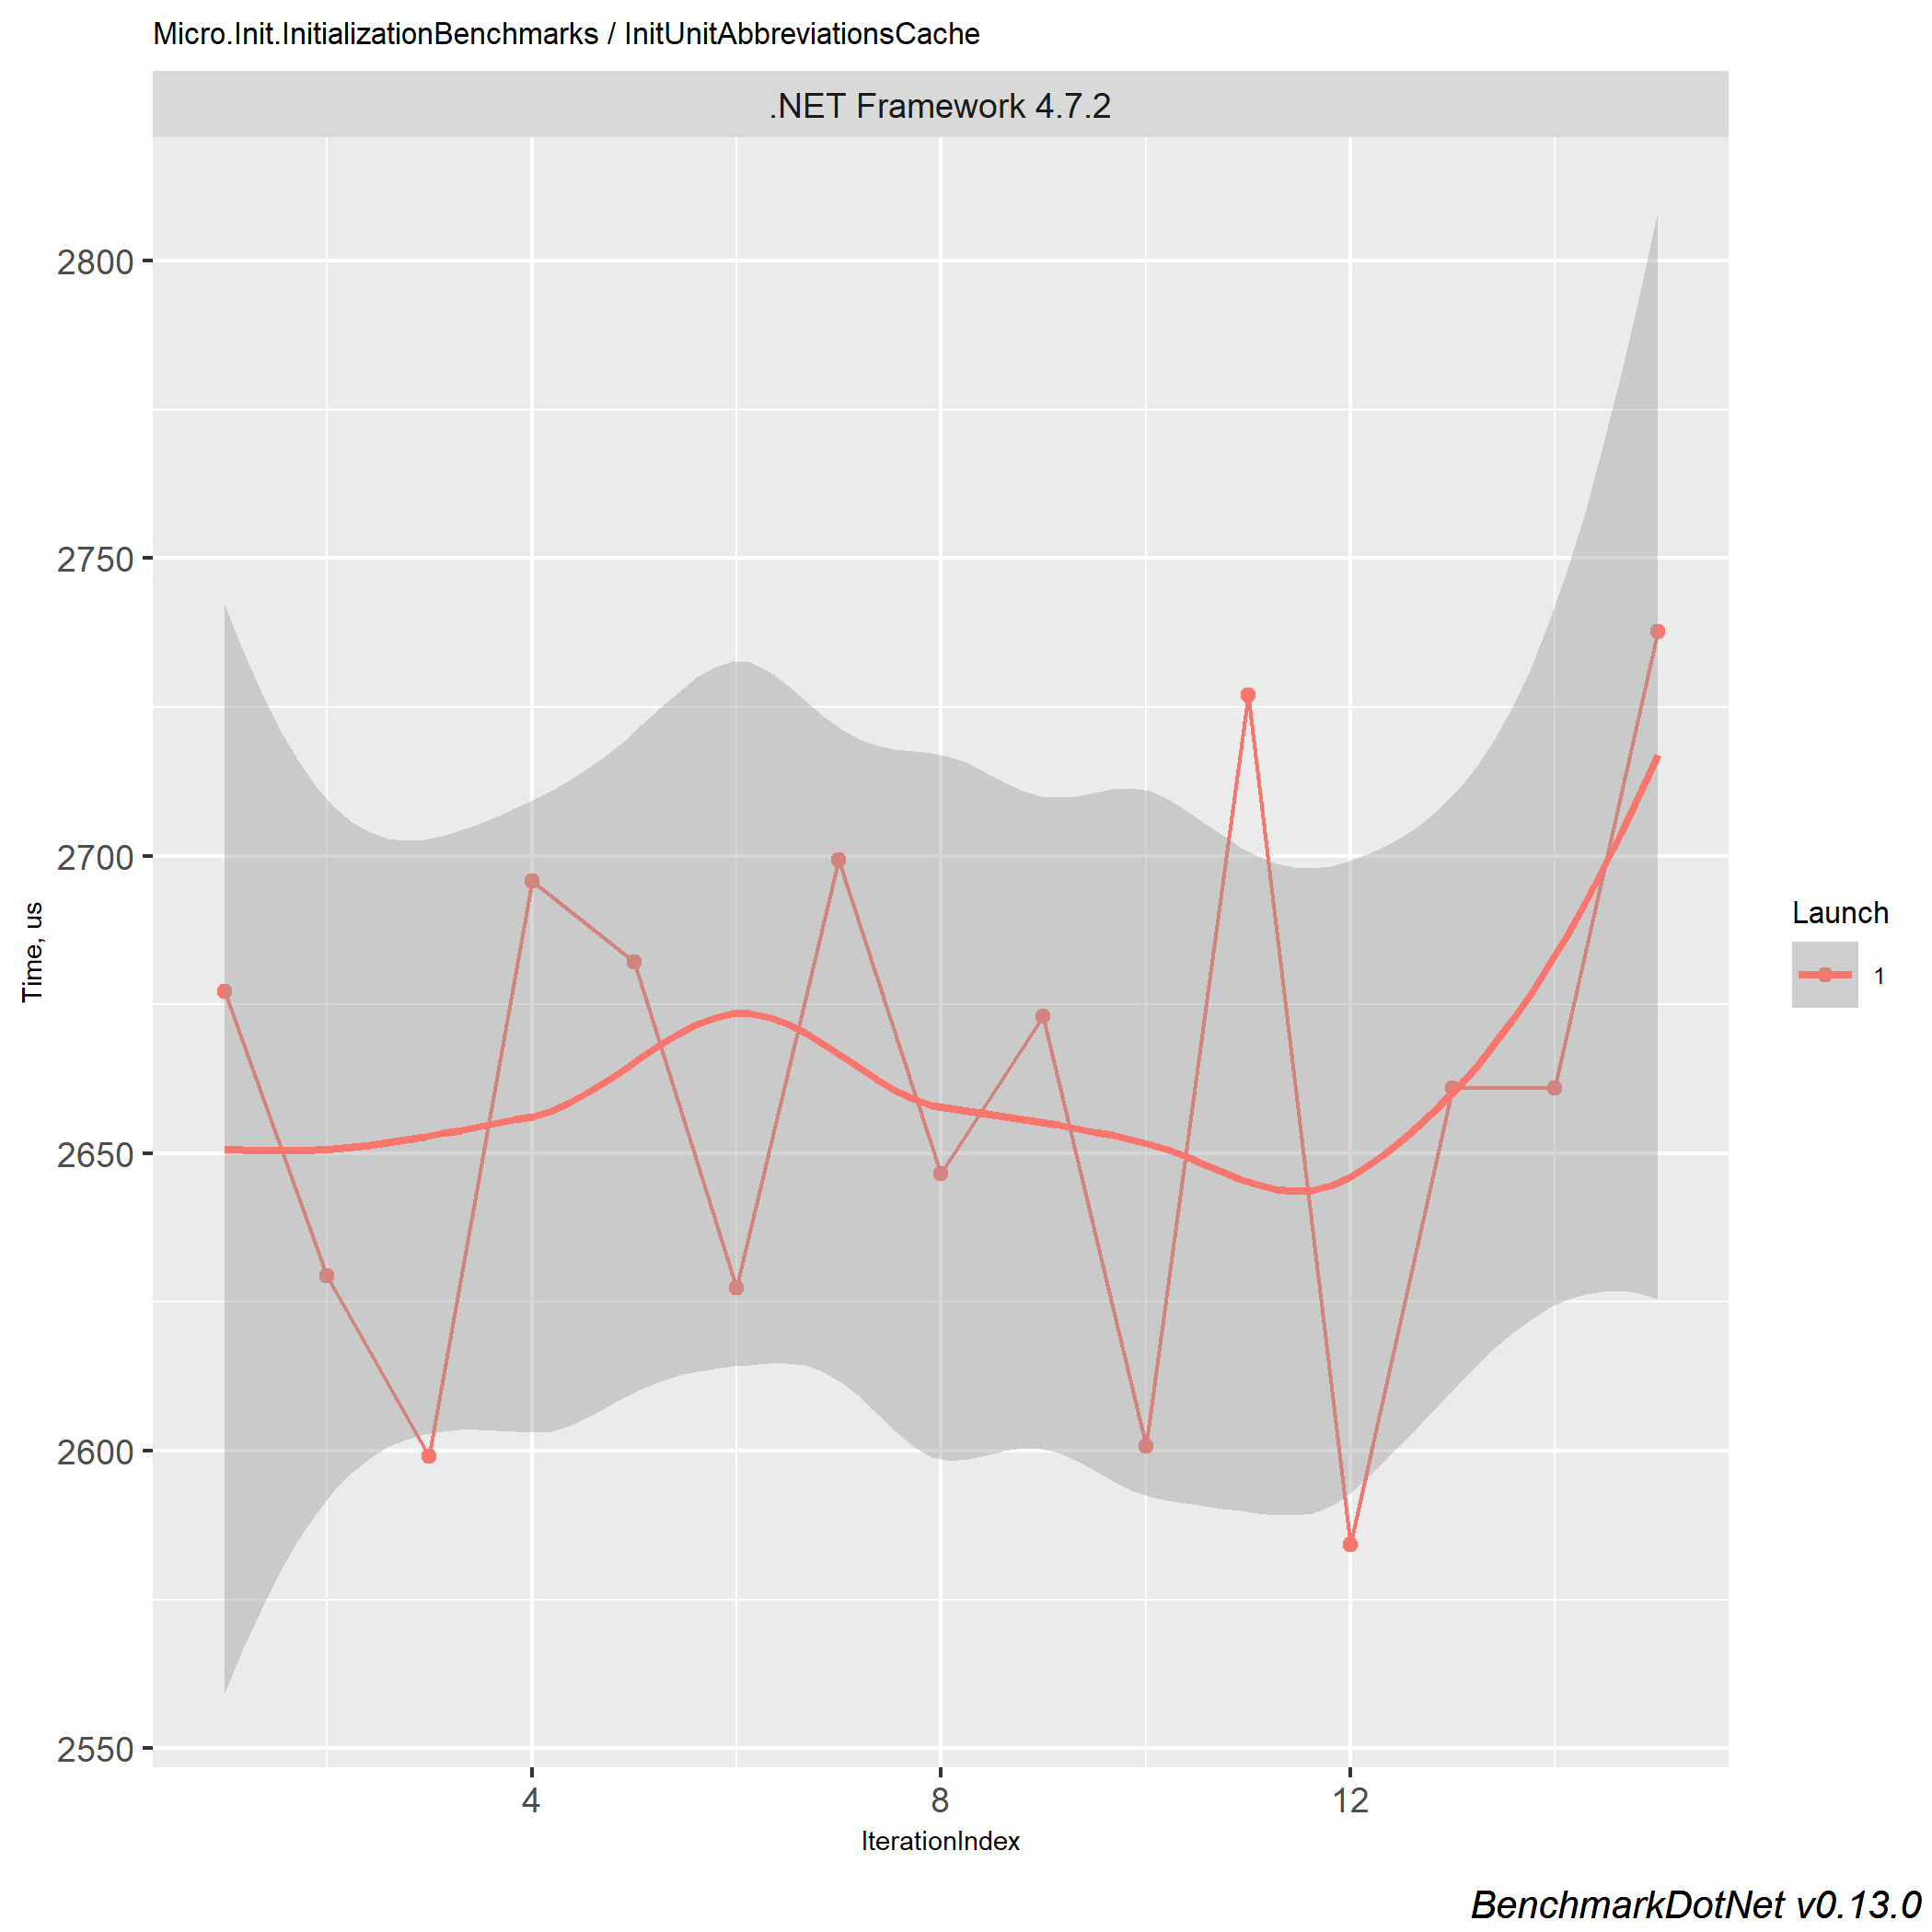 Micro.Init.InitializationBenchmarks / InitUnitAbbreviationsCache
.NET Framework 4.7.2
2800
2750
2700
2650
2600
2550
Time, us
4
8
12
IterationIndex
Launch
1
BenchmarkDotNet v0.13.0